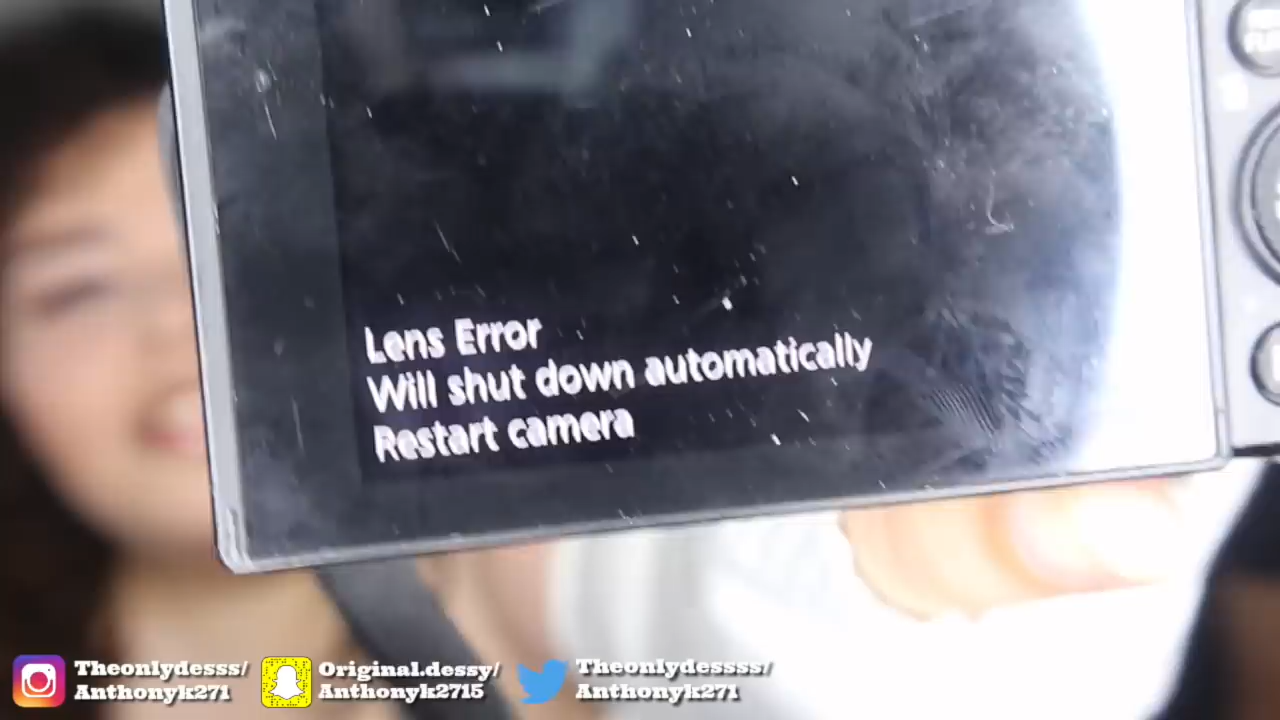 Lens Error
Will shut down automatically
Restart camera
Theonlydesss/
Anthonyk271
Original.dessy/
Anthonyk2715
Theonlydessss/
Anthonyk271